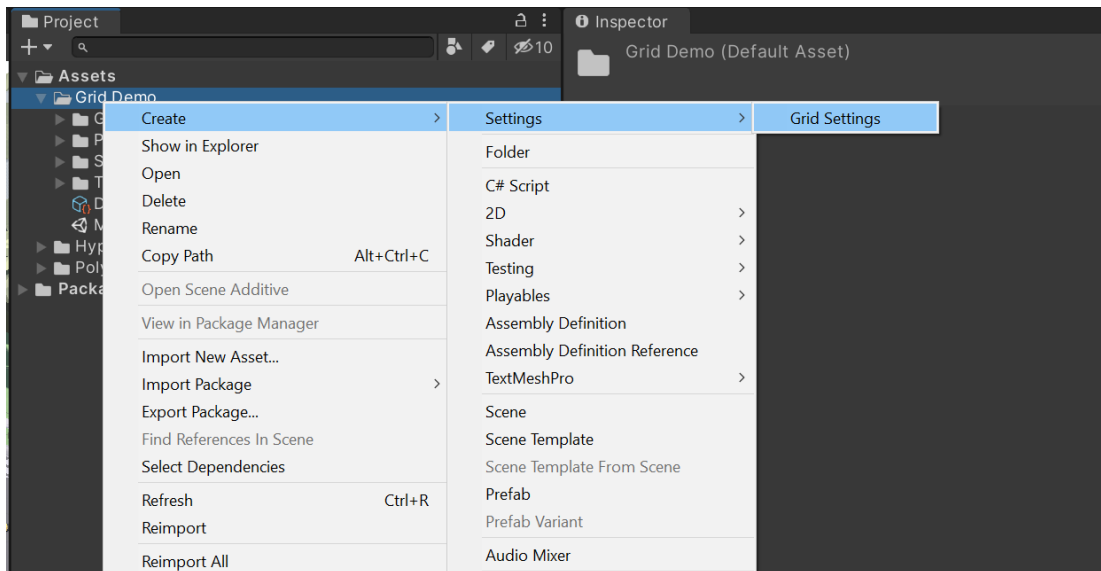 Project
Inspector
10
Grid Demo (Default Asset)
Assets
Grid Demo
Create
Settings
Grid Settings
Show in Explorer
Folder
Open
C# Script
Delete
2D
Rename
Shader
Copy Path Alt+Ctrl+C
Testing
Open Scene Additive
Playables
View in Package Manager
Assembly Definition
Import New Asset...
Assembly Definition Reference
Import Package
TextMeshPro
Export Package...
Scene
Find References In Scene
Scene Template
Select Dependencies
Scene Template From Scene
Refresh Ctrl+R
Prefab
Reimport
Prefab Variant
Reimport All
Audio Mixer